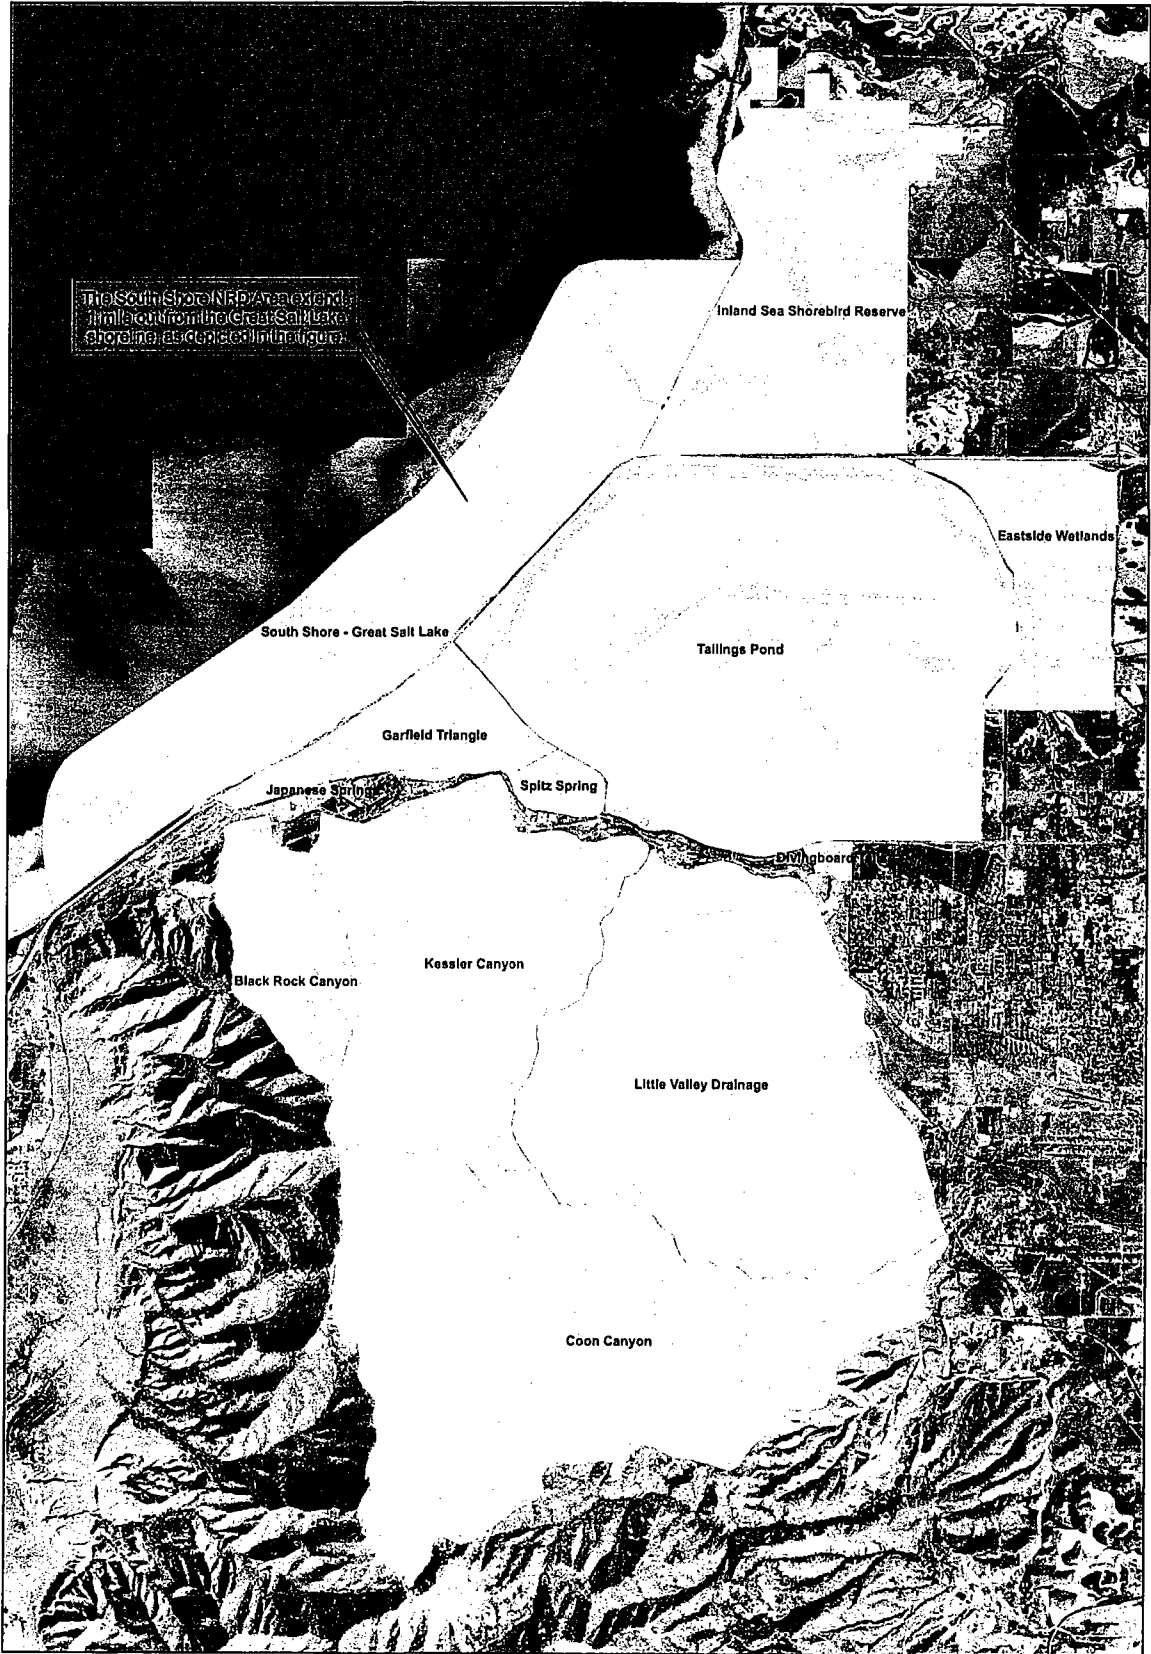 The South Shore NRD Area extends
1 mile out from the Great Salt Lake
shoreline, as depicted in the figure.
Inland Sea Shorebird Reserve
Eastside Wetlands
South Shore - Great Salt Lake
Tailings Pond
Garfield Triangle
Japanese Springs
Spitz Spring
b
Divingboard
Kessler Canyon
Black Rock Canyon
Little Valley Drainage
Coon Canyon